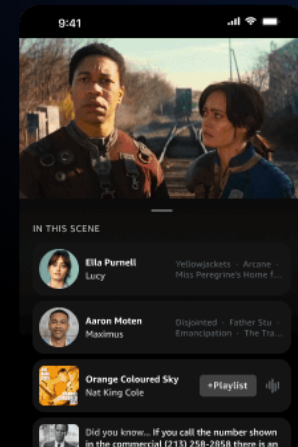 9:41
IN THIS SCENE
Ella Purnell
Lucy
Yellowjackets · Arcane ·
Miss Peregrine's Home f...
Aaron Moten
Maximus
Disjointed · Father Stu ·
Emancipation · The Tra...
Orange Coloured Sky
Nat King Cole
+Playlist
Did you know... If you call the number shown
in the commercial (213) 258-2858 there is an